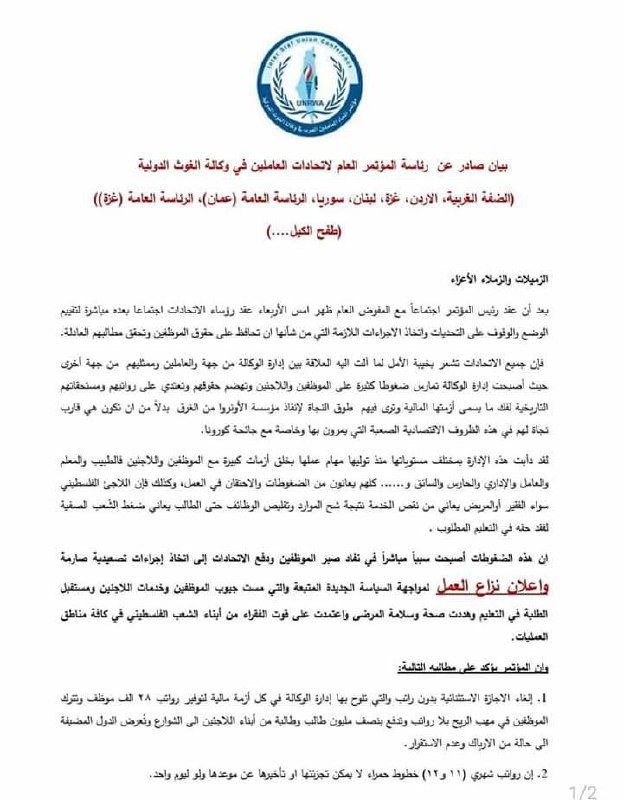 Inter Staf Union Conference
UNRWA
بيان صادر عن رئاسة المؤتمر العام لاتحادات العاملين في وكالة الغوث الدولية
(الضفة الغربية، الاردن، غزة، لبنان، سوريا، الرئاسة العامة (عمان)، الرئاسة العامة (غزة))
(طفح الكيل....)
الزميلات والزملاء الأعزاء
بعد أن عقد رئيس المؤتمر اجتماعاً مع المفوض العام ظهر امس الأربعاء عقد رؤساء الاتحادات اجتماعا بعده مباشرة لتقييم
الوضع والوقوف على التحديات واتخاذ الاجراءات اللازمة التي من شأنها ان تحافظ على حقوق الموظفين وتحقق مطالبهم العادلة.
فإن جميع الاتحادات تشعر بخيبة الأمل لما آلت اليه العلاقة بين إدارة الوكالة من جهة والعاملين وممثليهم من جهة أخرى
حيث أصبحت إدارة الوكالة تمارس ضغوطا كثيرة على الموظفين واللاجئين وتهضم حقوقهم وتعتدي على رواتبهم ومستحقاتهم
التاريخية لفك ما يسمى أزمتها المالية وترى فيهم طوق النجاة لإنقاذ مؤسسة الأونروا من الغرق بدلاً من ان تكون هي قارب
نجاة لهم في هذه الظروف الاقتصادية الصعبة التي يمرون بها وخاصة مع جائحة كورونا.
لقد دأبت هذه الإدارة بمختلف مستوياتها منذ توليها مهام عملها بخلق أزمات كبيرة مع الموظفين واللاجئين فالطبيب والمعلم
والعامل والإداري والحارس والسائق و...... كلهم يعانون من الضغوطات والاحتقان في العمل، وكذلك فإن اللاجئ الفلسطيني
سواء الفقير أوالمريض يعاني من نقص الخدمة نتيجة شح الموارد وتقليص الوظائف حتى الطالب يعاني ضغط الشُعب الصفية
لفقد حقه في التعليم المطلوب .
ان هذه الضغوطات أصبحت سبباً مباشراً في نفاد صبر الموظفين ودفع الاتحادات إلى اتخاذ إجراءات تصعيدية صارمة
وإعلان نزاع العمل لمواجهة السياسة الجديدة المتبعة والتي مست جيوب الموظفين وخدمات اللاجئين ومستقبل
الطلبة في التعليم وهددت صحة وسلامة المرضى واعتمدت على قوت الفقراء من أبناء الشعب الفلسطيني في كافة مناطق
العمليات.
وإن المؤتمر يؤكد على مطالبه التالية:
1. إلغاء الاجازة الاستثنائية بدون راتب والتي تلوح بها إدارة الوكالة في كل أزمة مالية لتوفير رواتب ٢٨ الف موظف وتترك
الموظفين في مهب الريح بلا رواتب وتدفع بنصف مليون طالب وطالبة من أبناء اللاجئين الى الشوارع وتُعرض الدول المضيفة
الى حالة من الارباك وعدم الاستقرار.
2. إن رواتب شهري (١١ و١٢) خطوط حمراء لا يمكن تجزئتها او تأخيرها عن موعدها ولو ليوم واحد.
1/2